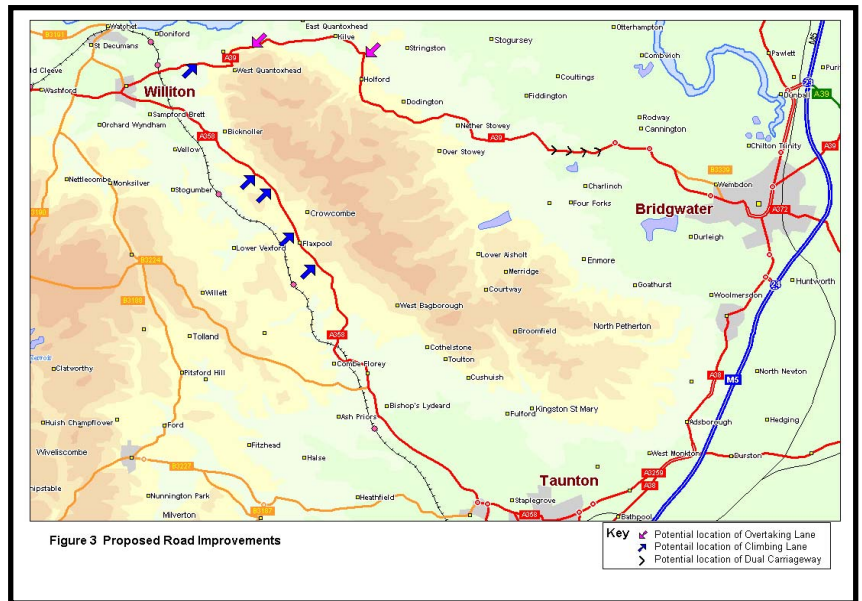 B3191
Watchet
Doniford
St Decumans
East Quantoxhead
Kilve
A39
West Quantoxhead
Stringston
Stogursey
Otterhampton
Combwich
Pawlett
M5
23
A39
Dunball
ld Cleeve
Washford
Williton
Holford
Coultings
Fiddington
Dodington
Sampford Brett
Orchard Wyndham
A358
Bicknoller
Nether Stowey
A39
Rodway
Cannington
Chilton Trinity
A39
Vellow
Over Stowey
Nettlecombe
Monksilver
Stogumber
Charlinch
Four Forks
B3339
Wembdon
Bridgwater
A372
Crowcombe
Flaxpool
Durleigh
Lower Vexford
B3224
B3188
Lower Aisholt
Merridge
Enmore
Courtway
Goathurst
24
Huntworth
Woolmersdon
Willett
West Bagborough
Tolland
A358
Broomfield
North Petherton
Cothelstone
Toulton
Clatworthy
Pitsford Hill
Combe Florey
Cushuish
A38
M5
North Newton
Bishop's Lydeard
Ash Priors
Kingston St Mary
Fulford
Huish Champflower
Ford
Adsborough
Hedging
Wiveliscombe
B3227
Fitzhead
Halse
West Monkton
Durston
hipstable
Nunnington Park
Milverton
B3187
Heathfield
Taunton
Staplegrove
A3259
A38
A358
Bathpool
Figure 3 Proposed Road Improvements
Key
Potential location of Overtaking Lane
Potentail location of Climbing Lane
Potential location of Dual Carriageway